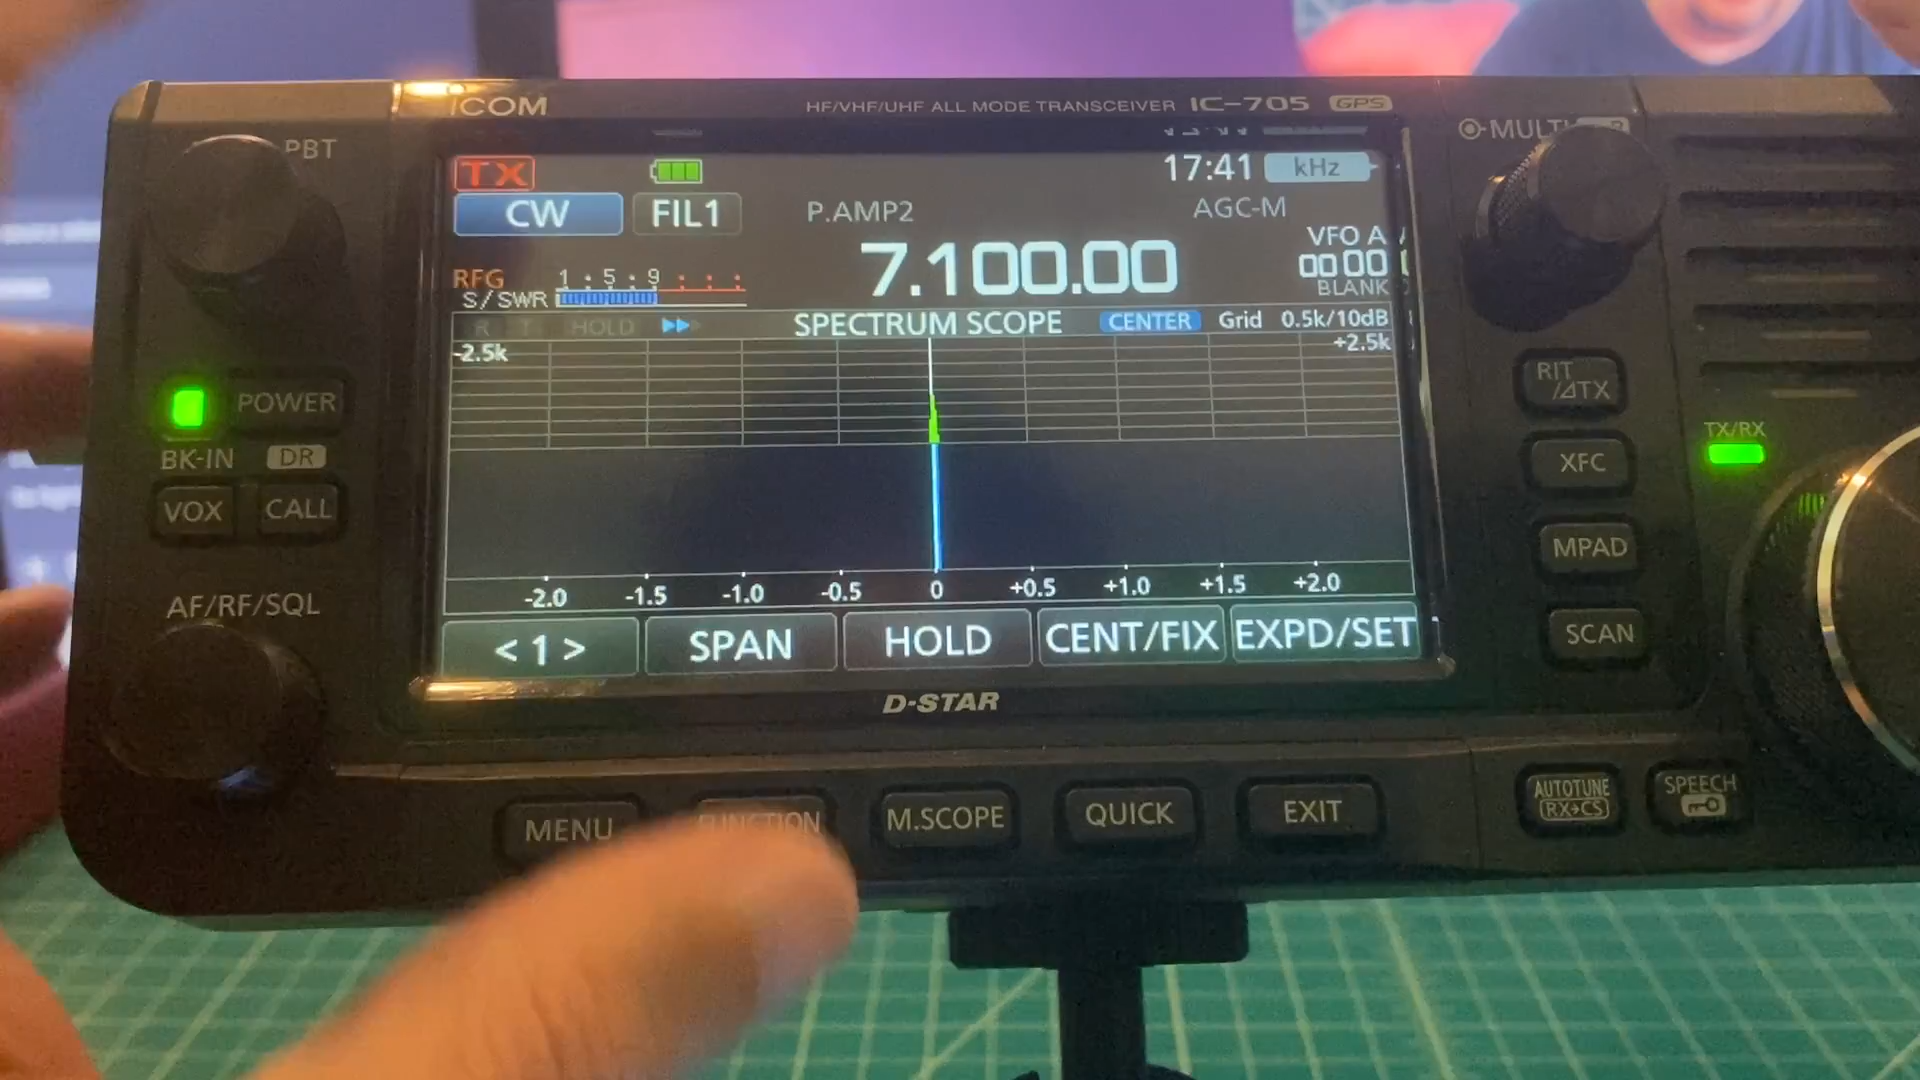 ICOM HF/VHF/UHF ALL MODE TRANSCEIVER IC-705 GPS
PBT
MULTI
TX 17:41 kHz
CW FIL1 P.AMP2 AGC-M
7.100.00
VFO A
0000
BLANK
RFG 1 : 5 : 9 : : :
S/SWR
R T HOLD SPECTRUM SCOPE CENTER Grid 0.5k/10dB
-2.5k +2.5k
-2.0 -1.5 -1.0 -0.5 0 +0.5 +1.0 +1.5 +2.0
<1> SPAN HOLD CENT/FIX EXPD/SET
D-STAR
POWER
BK-IN DR
VOX CALL
AF/RF/SQL
RIT
/⊿TX
TX/RX
XFC
MPAD
SCAN
MENU FUNCTION M.SCOPE QUICK EXIT
AUTOTUNE
RX→CS
SPEECH